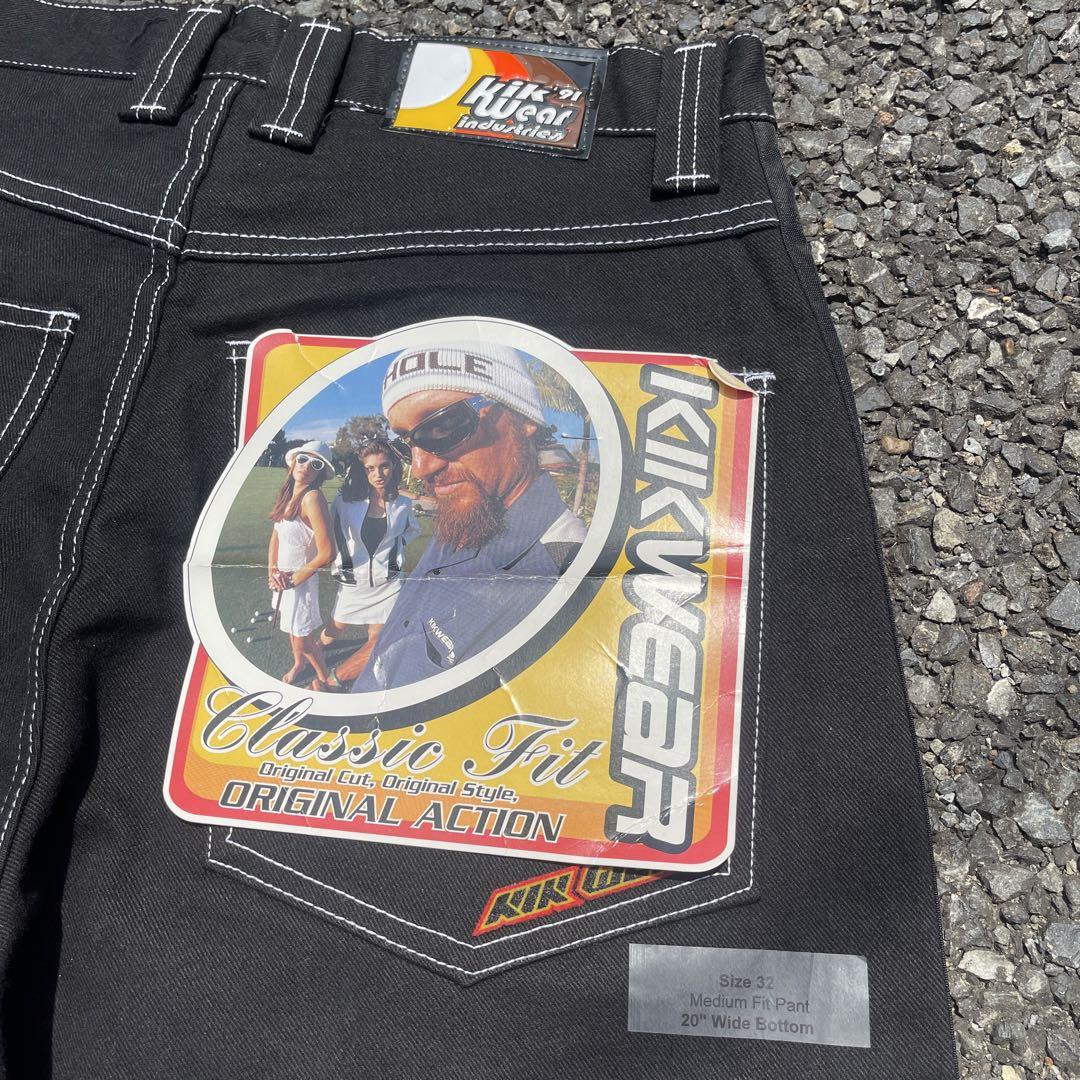 kik '91
wear
industries
HOLE
KIKWEAR
KIKWEAR
Classic Fit
Original Cut, Original Style,
ORIGINAL ACTION
KIK
Size 32
Medium Fit Pant
20" Wide Bottom